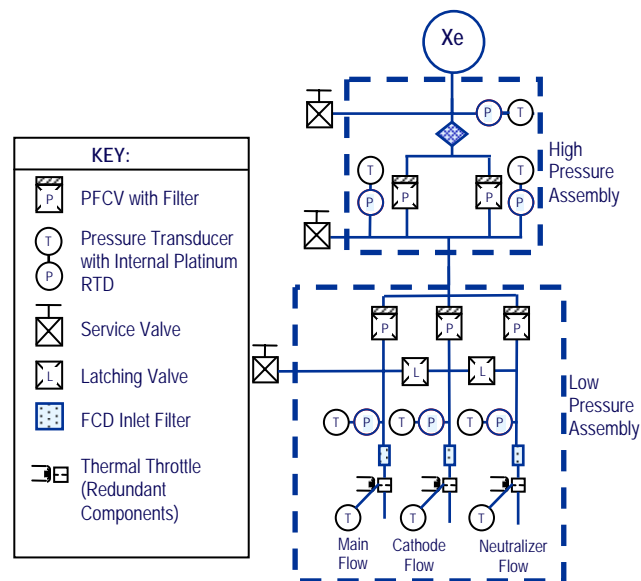 Xe
P T
High
Pressure
Assembly
T T
P P P P
KEY:
P PFCV with Filter
T Pressure Transducer
with Internal Platinum
P RTD
Service Valve
L Latching Valve
FCD Inlet Filter
Thermal Throttle
(Redundant
Components)
P P P
L L
Low
Pressure
Assembly
T P T P T P
T T T
Main
Flow
Cathode
Flow
Neutralizer
Flow